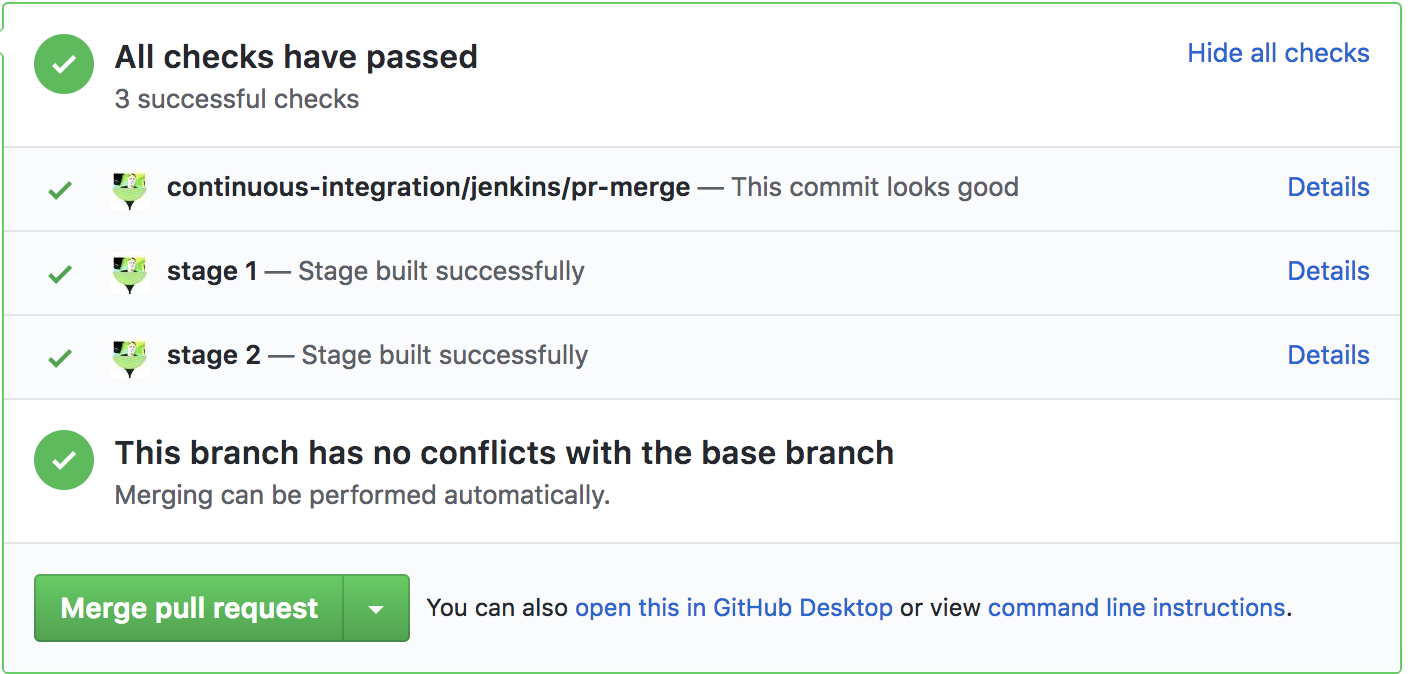 All checks have passed
Hide all checks
3 successful checks
continuous-integration/jenkins/pr-merge — This commit looks good
Details
stage 1 — Stage built successfully
Details
stage 2 — Stage built successfully
Details
This branch has no conflicts with the base branch
Merging can be performed automatically.
Merge pull request
You can also open this in GitHub Desktop or view command line instructions.